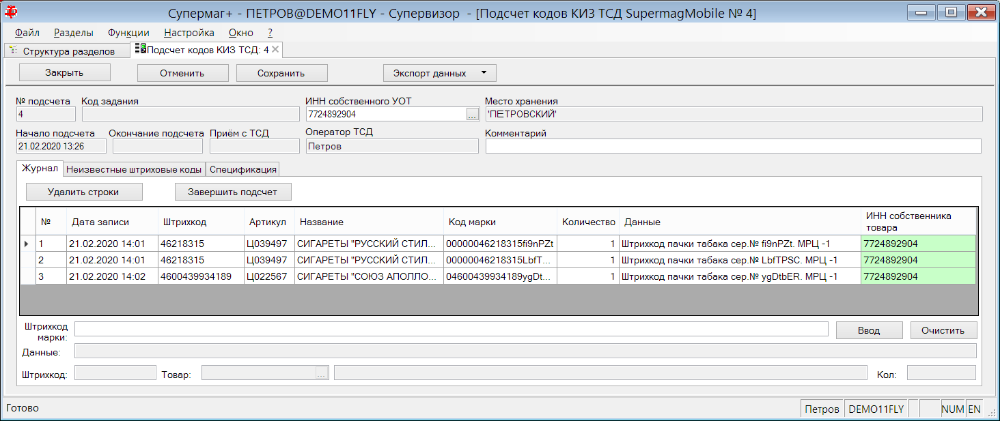 Супермаг+ - ПЕТРОВ@DEMO11FLY - Супервизор - [Подсчет кодов КИЗ ТСД SupermagMobile № 4]
Файл Разделы Функции Настройка Окно ?
Структура разделов Подсчет кодов КИЗ ТСД: 4
Закрыть Отменить Сохранить Экспорт данных
№ подсчета Код задания ИНН собственного УОТ Место хранения
4 7724892904 ... 'ПЕТРОВСКИЙ'
Начало подсчета Окончание подсчета Приём с ТСД Оператор ТСД Комментарий
21.02.2020 13:26 Петров
Журнал Неизвестные штриховые коды Спецификация
Удалить строки Завершить подсчет
№ Дата записи Штрихкод Артикул Название Код марки Количество Данные ИНН собственника товара
1 21.02.2020 14:01 46218315 Ц039497 СИГАРЕТЫ "РУССКИЙ СТИЛ... 00000046218315fi9nPZt 1 Штрихкод пачки табака сер.№ fi9nPZt. МРЦ -1 7724892904
2 21.02.2020 14:01 46218315 Ц039497 СИГАРЕТЫ "РУССКИЙ СТИЛ... 00000046218315LbfT... 1 Штрихкод пачки табака сер.№ LbfTPSC. МРЦ -1 7724892904
3 21.02.2020 14:02 4600439934189 Ц022567 СИГАРЕТЫ "СОЮЗ АПОЛЛО... 04600439934189ygDt... 1 Штрихкод пачки табака сер.№ ygDtbER. МРЦ -1 7724892904
Штрихкод марки: Ввод Очистить
Данные:
Штрихкод: Товар: ... Кол:
Готово Петров DEMO11FLY NUM EN